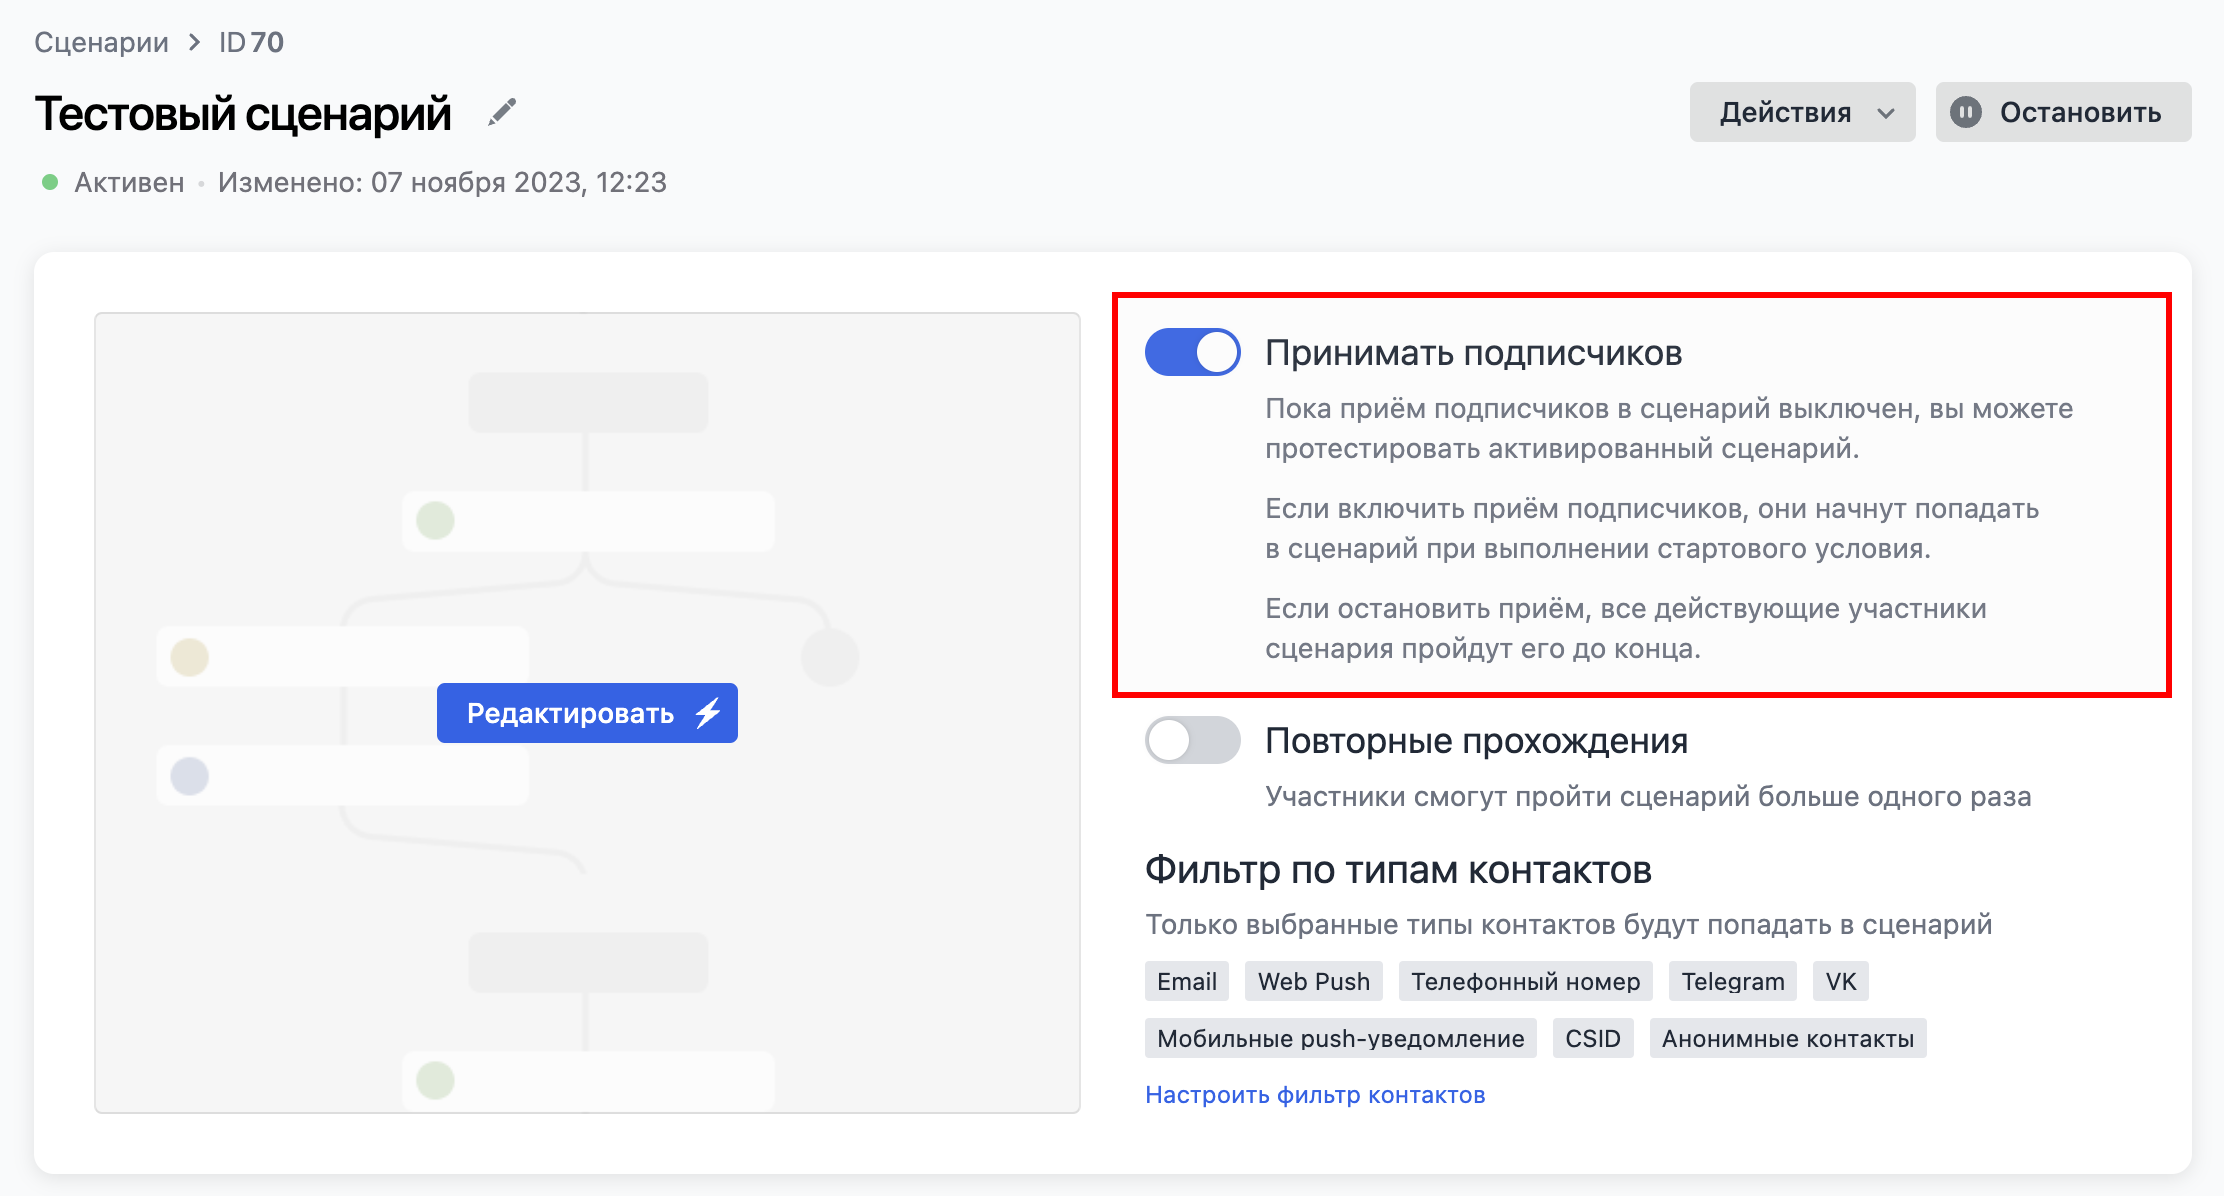 Сценарии > ID 70
Тестовый сценарий
Действия
Остановить
Активен • Изменено: 07 ноября 2023, 12:23
Редактировать
Принимать подписчиков
Пока приём подписчиков в сценарий выключен, вы можете
протестировать активированный сценарий.
Если включить приём подписчиков, они начнут попадать
в сценарий при выполнении стартового условия.
Если остановить приём, все действующие участники
сценария пройдут его до конца.
Повторные прохождения
Участники смогут пройти сценарий больше одного раза
Фильтр по типам контактов
Только выбранные типы контактов будут попадать в сценарий
Email Web Push Телефонный номер Telegram VK
Мобильные push-уведомление CSID Анонимные контакты
Настроить фильтр контактов